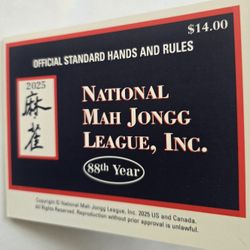 $14.00
OFFICIAL STANDARD HANDS AND RULES
2025
麻
雀
NATIONAL
MAH JONGG
LEAGUE, INC.
88th Year
Copyright © National Mah Jongg League, Inc. 2025 US and Canada.
All Rights Reserved. Reproduction without prior approval is unlawful.